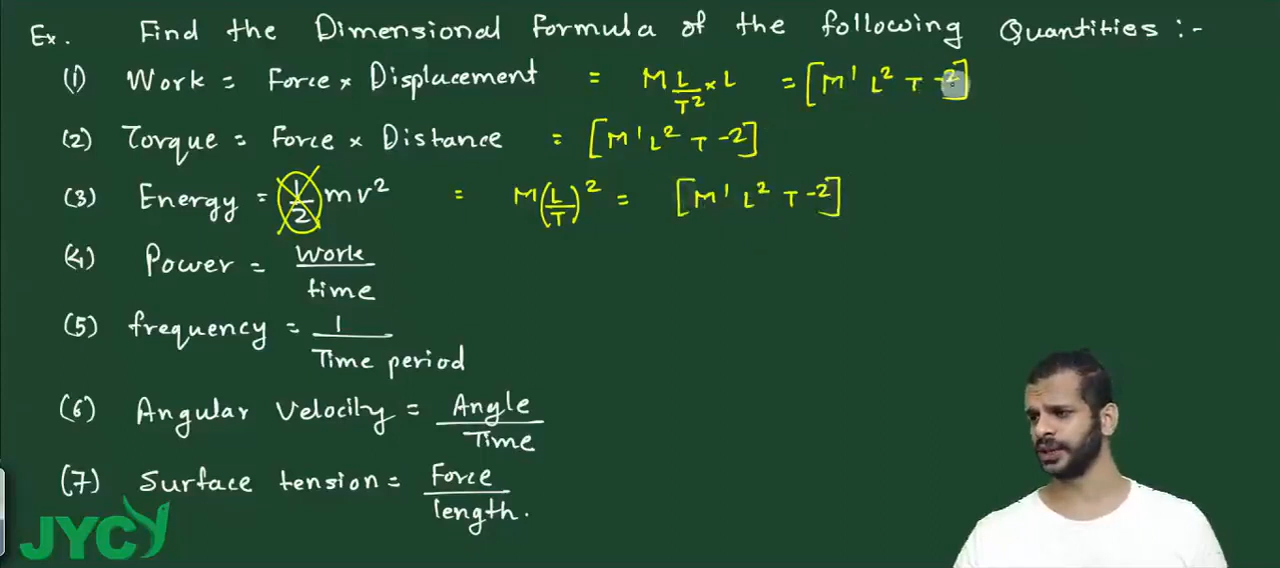 Ex. Find the Dimensional Formula of the following Quantities :-
(1) Work = Force × Displacement = M L/T² × L = [M¹ L² T -2]
(2) Torque = Force × Distance = [M¹ L² T -2]
(3) Energy = 1/2 mv² = M(L/T)² = [M¹ L² T -2]
(4) Power = Work/time
(5) frequency = 1/Time period
(6) Angular Velocity = Angle/Time
(7) Surface tension = Force/length.
JYCY